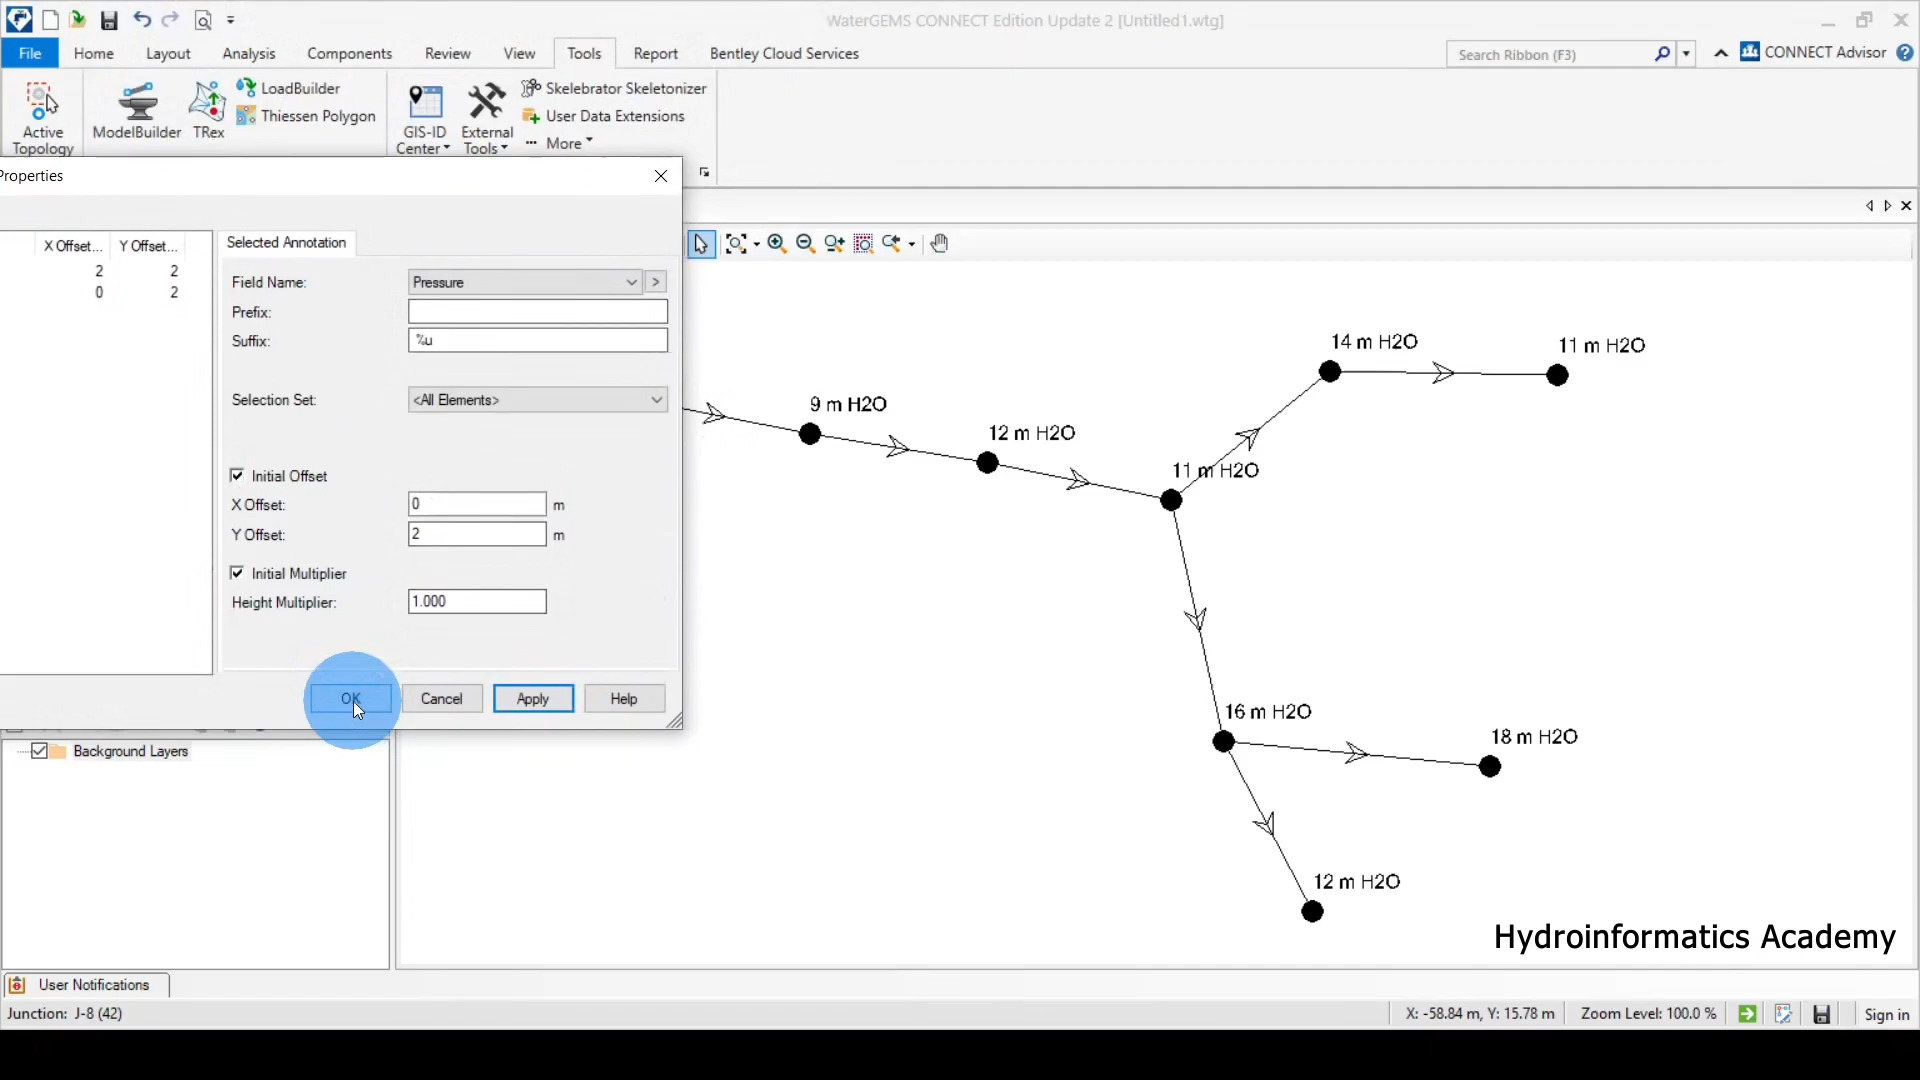 WaterGEMS CONNECT Edition Update 2 [Untitled1.wtg]
File Home Layout Analysis Components Review View Tools Report Bentley Cloud Services
Search Ribbon (F3)
CONNECT Advisor
Active
Topology
ModelBuilder
TRex
LoadBuilder
Thiessen Polygon
GIS-ID
Center
External
Tools
Skelebrator Skeletonizer
User Data Extensions
More
Properties
X Offset... Y Offset...
2 2
0 2
Selected Annotation
Field Name: Pressure >
Prefix:
Suffix: %u
Selection Set: <All Elements>
Initial Offset
X Offset: 0 m
Y Offset: 2 m
Initial Multiplier
Height Multiplier: 1.000
OK Cancel Apply Help
9 m H2O
12 m H2O
11 m H2O
14 m H2O
11 m H2O
16 m H2O
18 m H2O
12 m H2O
Background Layers
Hydroinformatics Academy
User Notifications
Junction: J-8 (42)
X: -58.84 m, Y: 15.78 m
Zoom Level: 100.0 %
Sign in